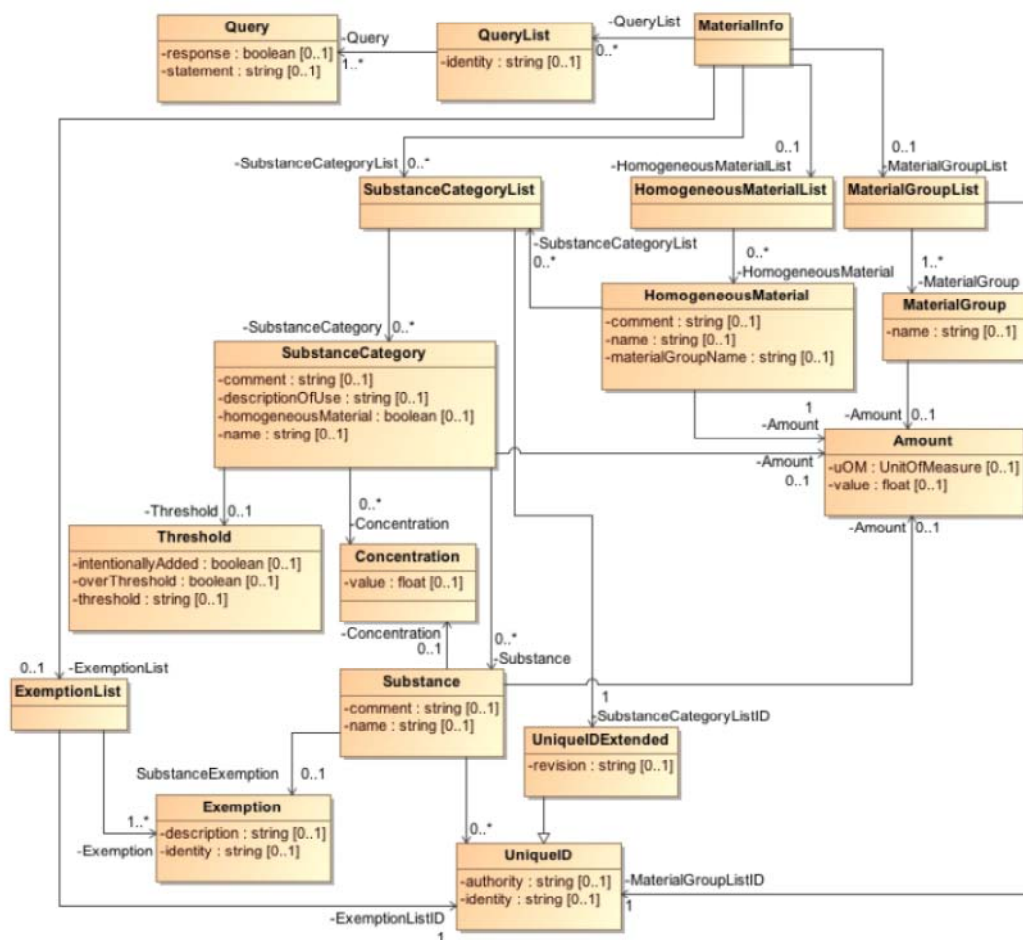 Query
-response : boolean [0..1]
-statement : string [0..1]
-Query
1..*
QueryList
-identity : string [0..1]
-QueryList
0..*
MaterialInfo
-SubstanceCategoryList
0..*
0..1
-HomogeneousMaterialList
0..1
-MaterialGroupList
SubstanceCategoryList
HomogeneousMaterialList
MaterialGroupList
-SubstanceCategoryList
0..*
0..*
-HomogeneousMaterial
1..*
-MaterialGroup
HomogeneousMaterial
-comment : string [0..1]
-name : string [0..1]
-materialGroupName : string [0..1]
MaterialGroup
-name : string [0..1]
-SubstanceCategory
0..*
SubstanceCategory
-comment : string [0..1]
-descriptionOfUse : string [0..1]
-homogeneousMaterial : boolean [0..1]
-name : string [0..1]
1
-Amount
-Amount
0..1
-Amount
0..1
Amount
-uOM : UnitOfMeasure [0..1]
-value : float [0..1]
-Amount
0..1
-Threshold
0..1
0..*
-Concentration
Threshold
-intentionallyAdded : boolean [0..1]
-overThreshold : boolean [0..1]
-threshold : string [0..1]
Concentration
-value : float [0..1]
-Concentration
0..1
0..*
-Substance
0..1
-ExemptionList
ExemptionList
Substance
-comment : string [0..1]
-name : string [0..1]
1
-SubstanceCategoryListID
UniqueIDExtended
-revision : string [0..1]
SubstanceExemption
0..1
1..*
-Exemption
Exemption
-description : string [0..1]
-identity : string [0..1]
0..*
UniqueID
-authority : string [0..1]
-identity : string [0..1]
-MaterialGroupListID
1
-ExemptionListID
1